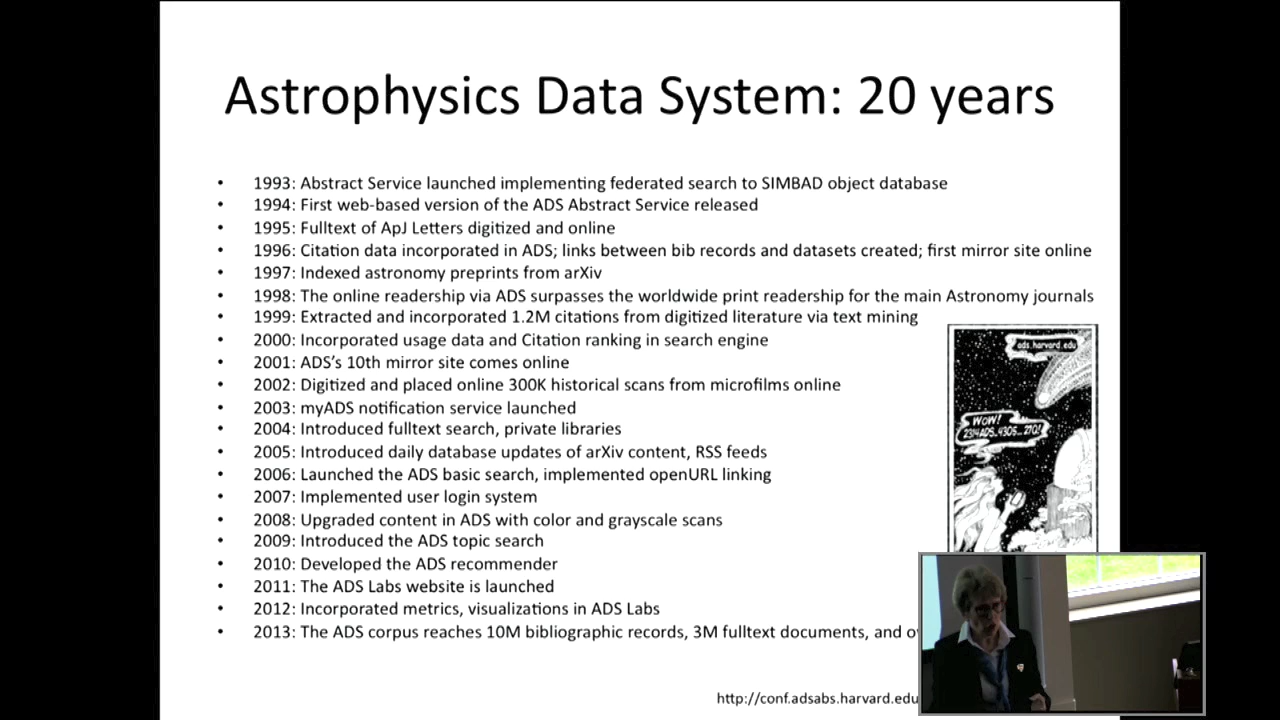 Astrophysics Data System: 20 years
• 1993: Abstract Service launched implementing federated search to SIMBAD object database
• 1994: First web-based version of the ADS Abstract Service released
• 1995: Fulltext of ApJ Letters digitized and online
• 1996: Citation data incorporated in ADS; links between bib records and datasets created; first mirror site online
• 1997: Indexed astronomy preprints from arXiv
• 1998: The online readership via ADS surpasses the worldwide print readership for the main Astronomy journals
• 1999: Extracted and incorporated 1.2M citations from digitized literature via text mining
• 2000: Incorporated usage data and Citation ranking in search engine
• 2001: ADS's 10th mirror site comes online
• 2002: Digitized and placed online 300K historical scans from microfilms online
• 2003: myADS notification service launched
• 2004: Introduced fulltext search, private libraries
• 2005: Introduced daily database updates of arXiv content, RSS feeds
• 2006: Launched the ADS basic search, implemented openURL linking
• 2007: Implemented user login system
• 2008: Upgraded content in ADS with color and grayscale scans
• 2009: Introduced the ADS topic search
• 2010: Developed the ADS recommender
• 2011: The ADS Labs website is launched
• 2012: Incorporated metrics, visualizations in ADS Labs
• 2013: The ADS corpus reaches 10M bibliographic records, 3M fulltext documents, and
ads.harvard.edu
WOW!
http://conf.adsabs.harvard.edu